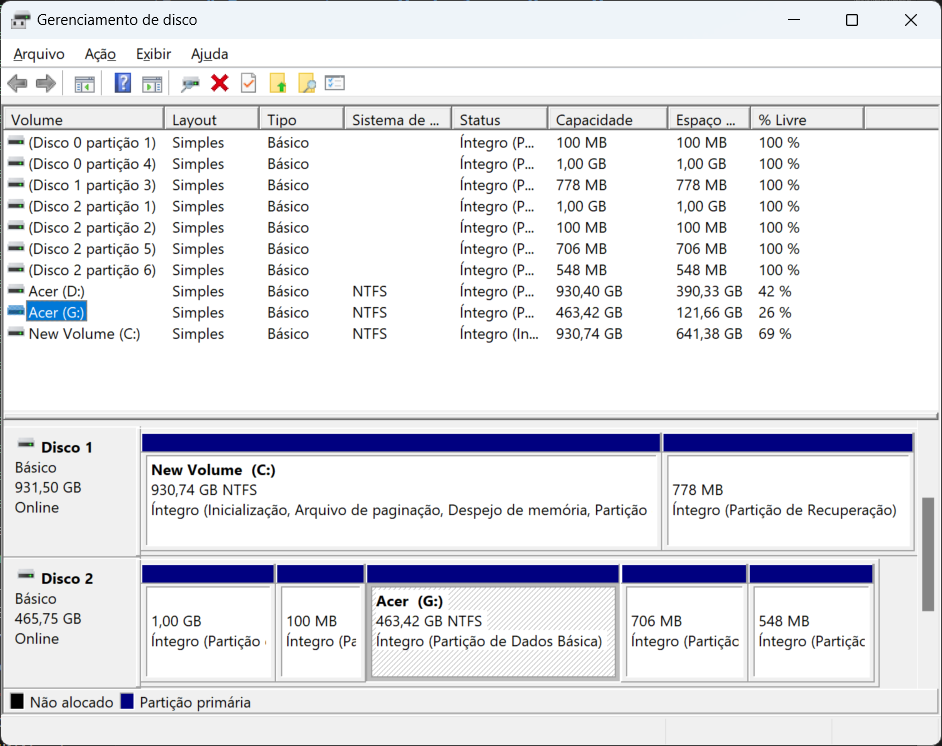 Gerenciamento de disco
Arquivo Ação Exibir Ajuda
Volume Layout Tipo Sistema de ... Status Capacidade Espaço ... % Livre
(Disco 0 partição 1) Simples Básico Íntegro (P... 100 MB 100 MB 100 %
(Disco 0 partição 4) Simples Básico Íntegro (P... 1,00 GB 1,00 GB 100 %
(Disco 1 partição 3) Simples Básico Íntegro (P... 778 MB 778 MB 100 %
(Disco 2 partição 1) Simples Básico Íntegro (P... 1,00 GB 1,00 GB 100 %
(Disco 2 partição 2) Simples Básico Íntegro (P... 100 MB 100 MB 100 %
(Disco 2 partição 5) Simples Básico Íntegro (P... 706 MB 706 MB 100 %
(Disco 2 partição 6) Simples Básico Íntegro (P... 548 MB 548 MB 100 %
Acer (D:) Simples Básico NTFS Íntegro (P... 930,40 GB 390,33 GB 42 %
Acer (G:) Simples Básico NTFS Íntegro (P... 463,42 GB 121,66 GB 26 %
New Volume (C:) Simples Básico NTFS Íntegro (In... 930,74 GB 641,38 GB 69 %
Disco 1
Básico
931,50 GB
Online
New Volume (C:)
930,74 GB NTFS
Íntegro (Inicialização, Arquivo de paginação, Despejo de memória, Partição
778 MB
Íntegro (Partição de Recuperação)
Disco 2
Básico
465,75 GB
Online
1,00 GB
Íntegro (Partição
100 MB
Íntegro (Pa
Acer (G:)
463,42 GB NTFS
Íntegro (Partição de Dados Básica)
706 MB
Íntegro (Partiçã
548 MB
Íntegro (Partiçã
Não alocado Partição primária